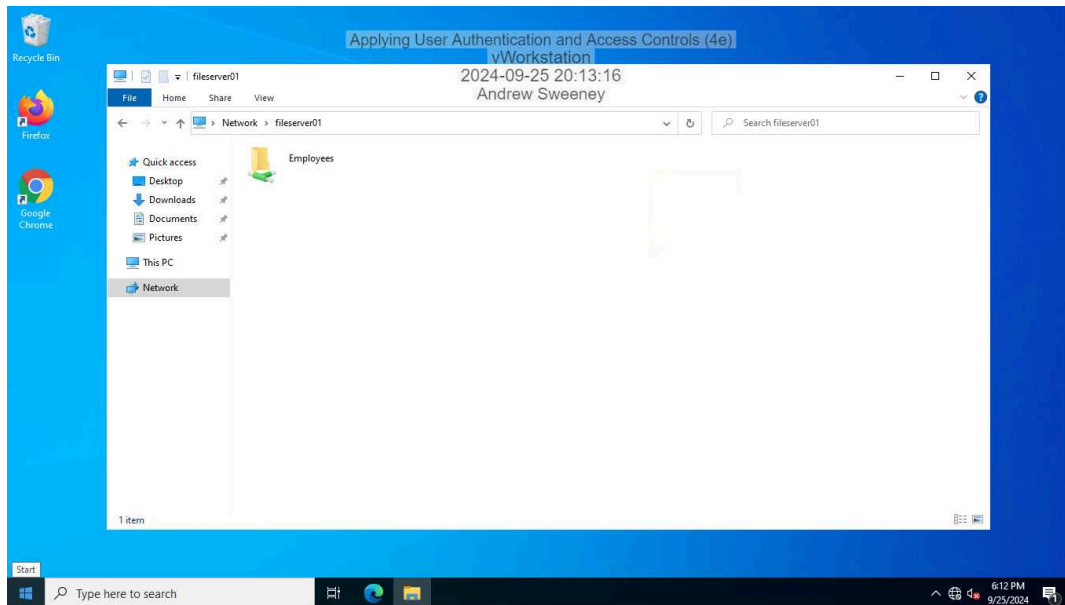 Recycle Bin
Applying User Authentication and Access Controls (4e)
vWorkstation
2024-09-25 20:13:16
Andrew Sweeney
fileserver01
File Home Share View
Network > fileserver01
Search fileserver01
Firefox
Quick access
Employees
Desktop
Downloads
Google
Chrome
Documents
Pictures
This PC
Network
1 item
Start
Type here to search
6:12 PM
9/25/2024
1